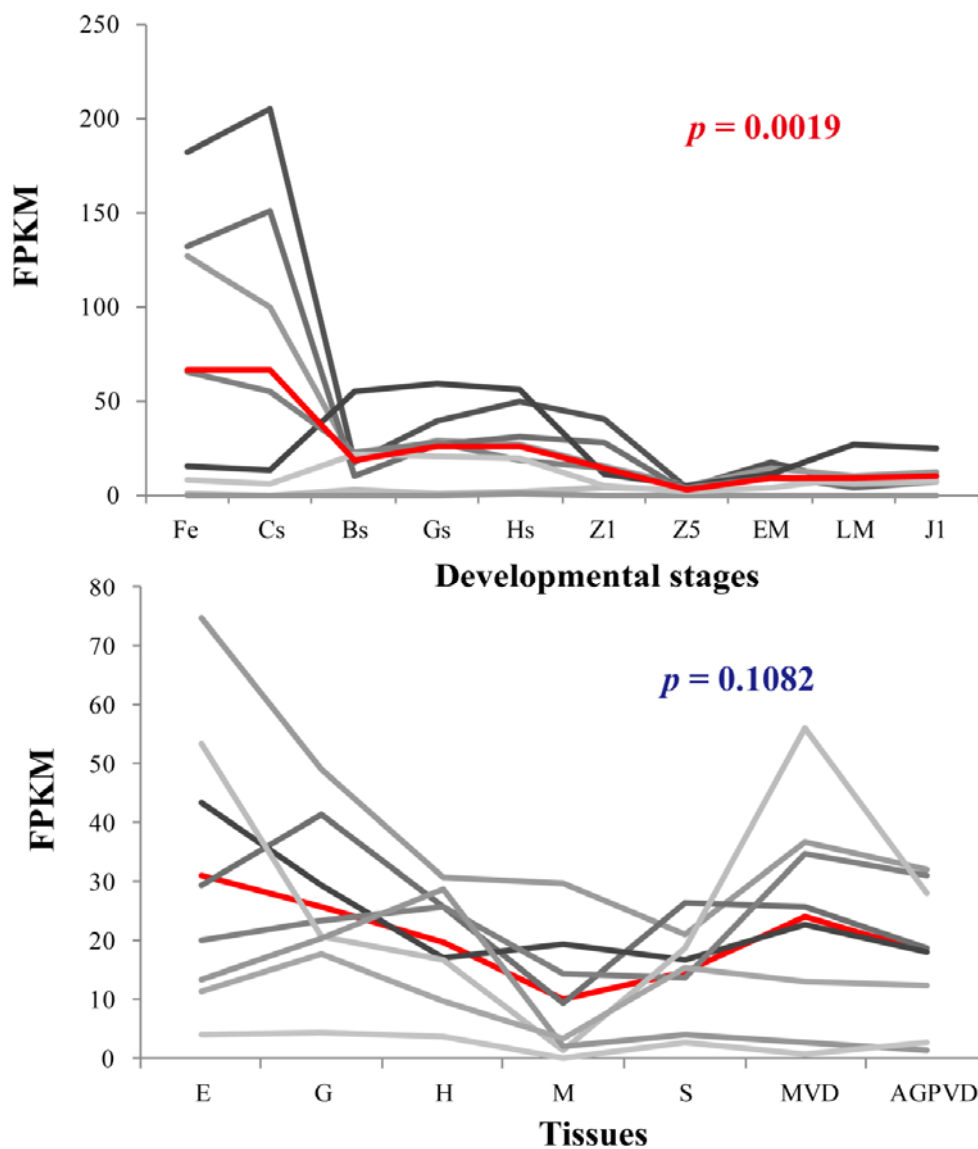 250
200
150
100
50
0
FPKM
p = 0.0019
Fe Cs Bs Gs Hs Z1 Z5 EM LM J1
Developmental stages
80
70
60
50
40
30
20
10
0
FPKM
p = 0.1082
E G H M S MVD AGPVD
Tissues